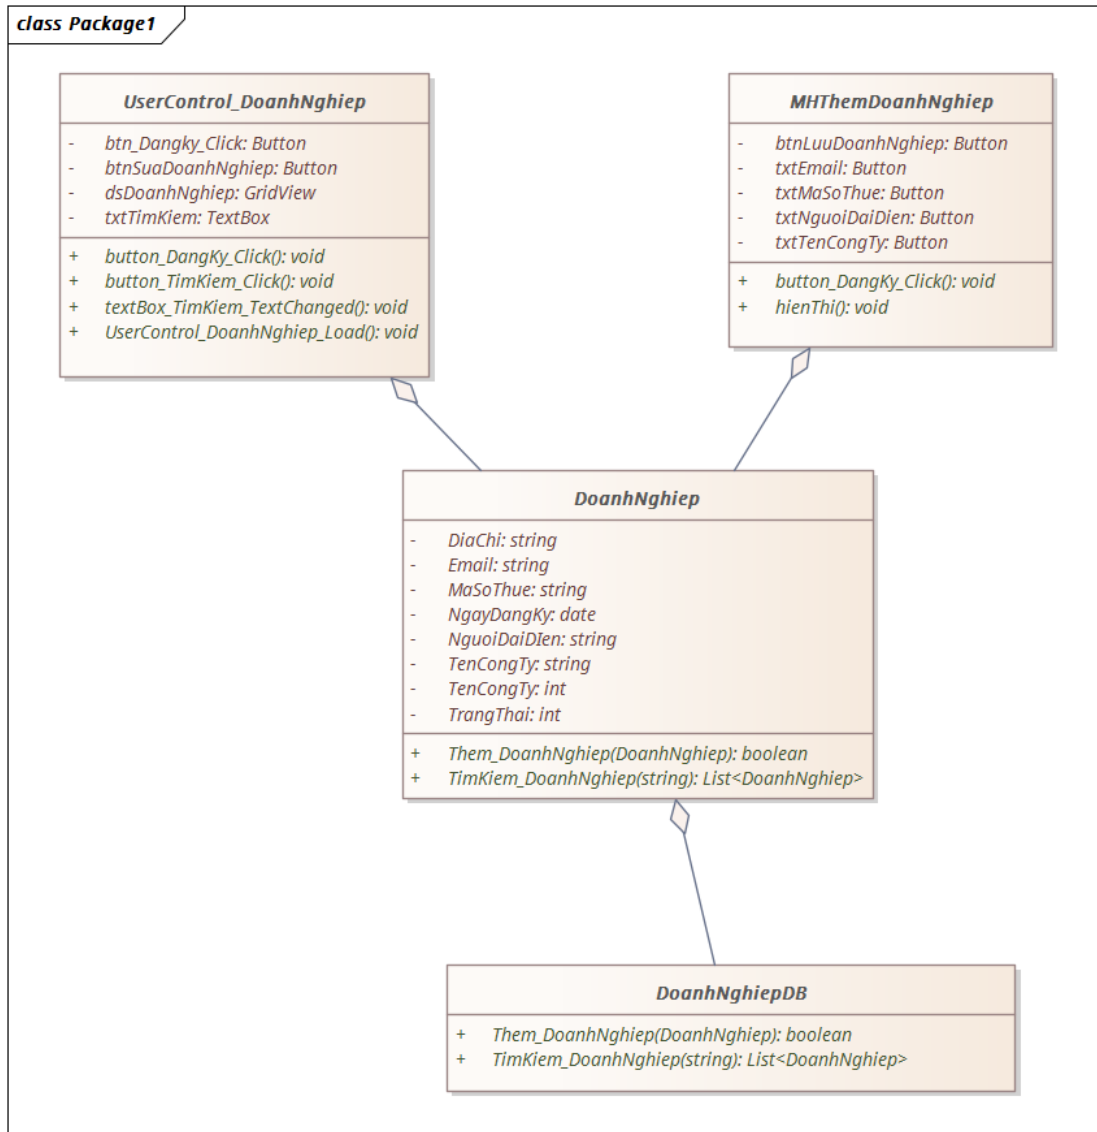 class Package1
UserControl_DoanhNghiep
- btn_Dangky_Click: Button
- btnSuaDoanhNghiep: Button
- dsDoanhNghiep: GridView
- txtTimKiem: TextBox
+ button_DangKy_Click(): void
+ button_TimKiem_Click(): void
+ textBox_TimKiem_TextChanged(): void
+ UserControl_DoanhNghiep_Load(): void
MHThemDoanhNghiep
- btnLuuDoanhNghiep: Button
- txtEmail: Button
- txtMaSoThue: Button
- txtNguoiDaiDien: Button
- txtTenCongTy: Button
+ button_DangKy_Click(): void
+ hienThi(): void
DoanhNghiep
- DiaChi: string
- Email: string
- MaSoThue: string
- NgayDangKy: date
- NguoiDaiDIen: string
- TenCongTy: string
- TenCongTy: int
- TrangThai: int
+ Them_DoanhNghiep(DoanhNghiep): boolean
+ TimKiem_DoanhNghiep(string): List<DoanhNghiep>
DoanhNghiepDB
+ Them_DoanhNghiep(DoanhNghiep): boolean
+ TimKiem_DoanhNghiep(string): List<DoanhNghiep>